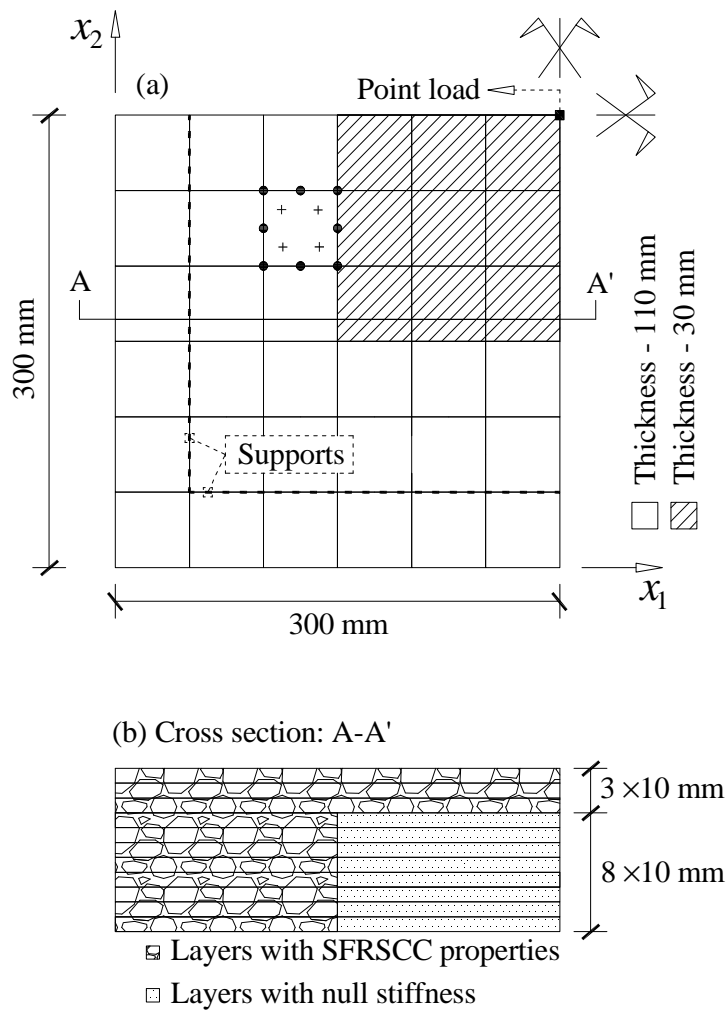 x2
(a)
Point load
A
A'
300 mm
Supports
Thickness - 110 mm
Thickness - 30 mm
x1
300 mm
(b) Cross section: A-A'
3 ×10 mm
8 ×10 mm
Layers with SFRSCC properties
Layers with null stiffness